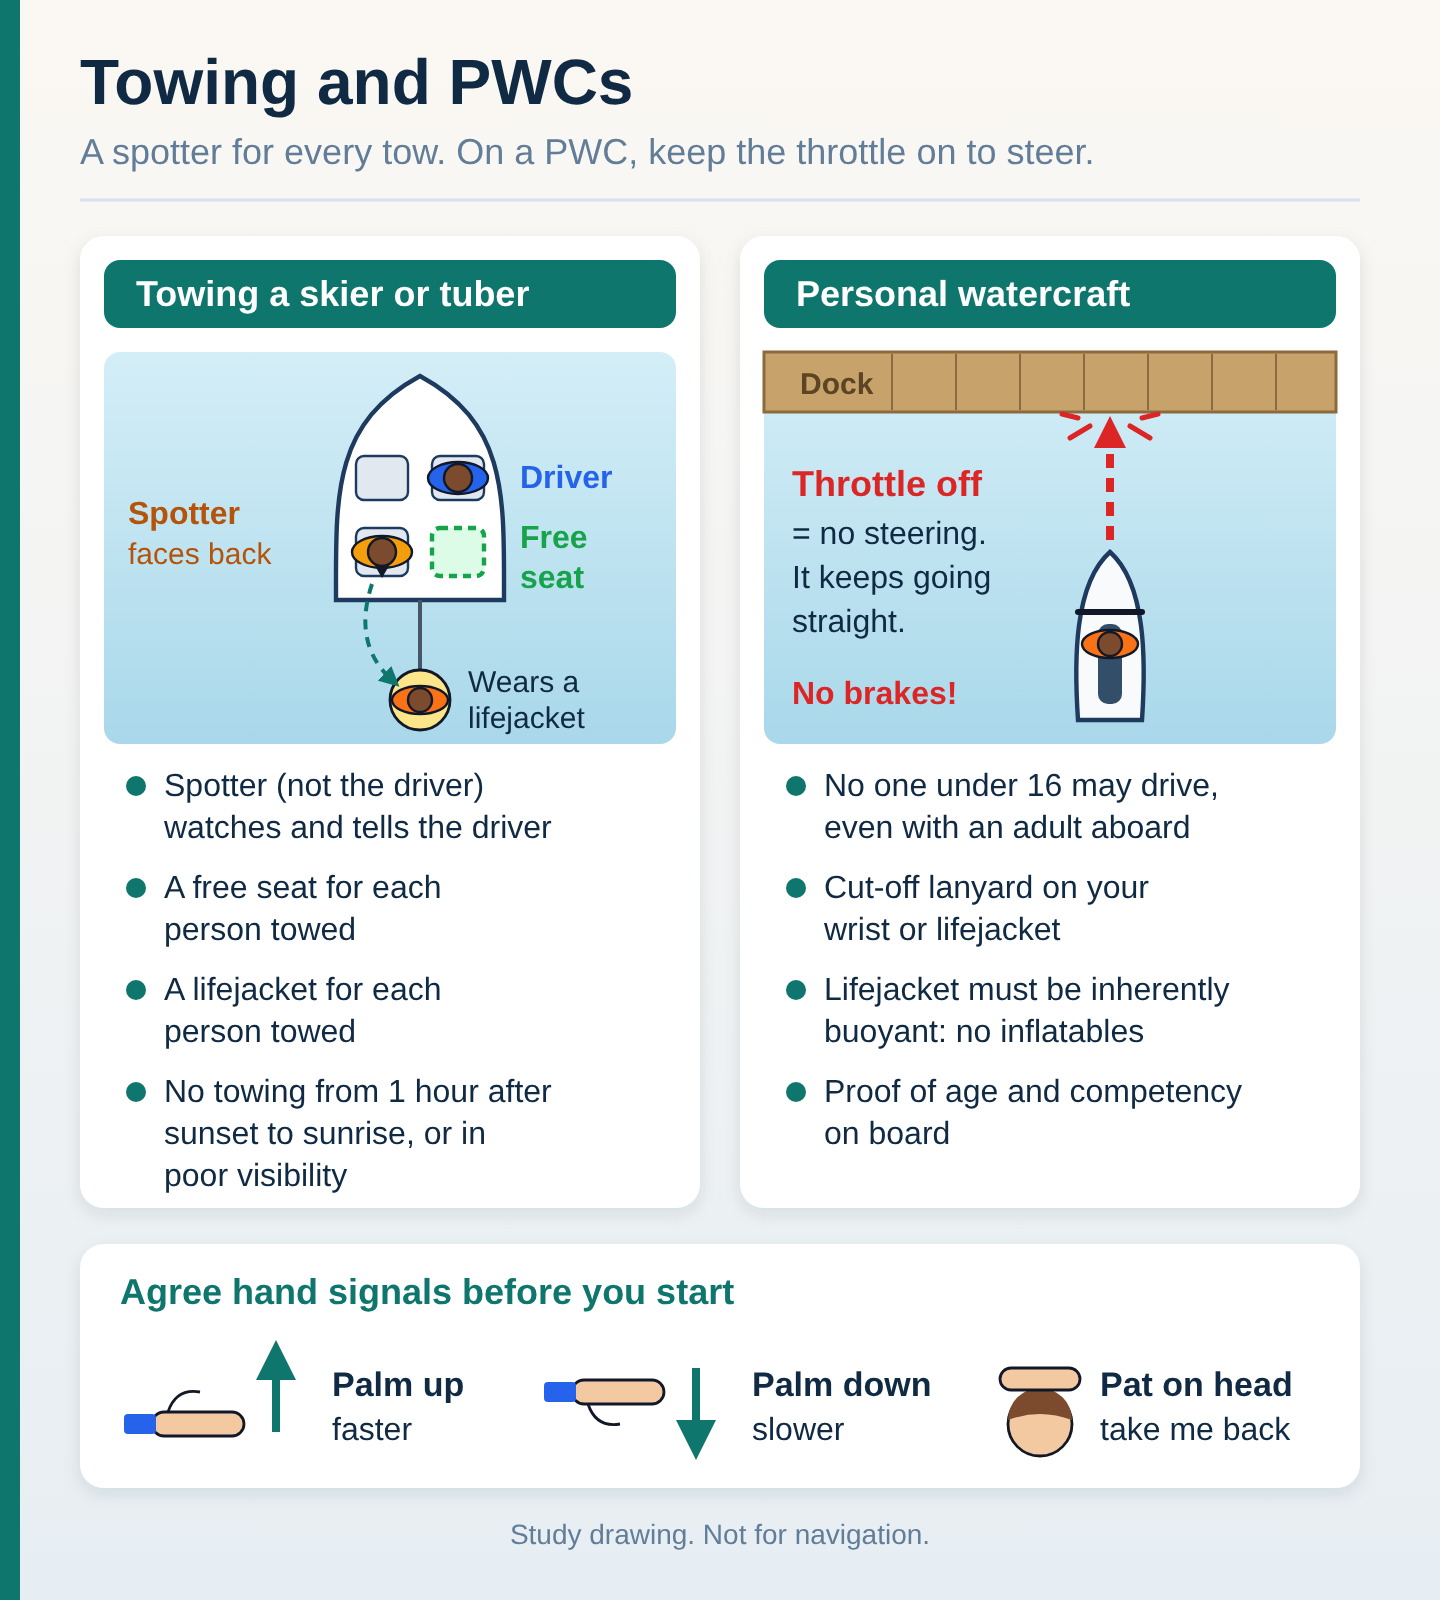 Towing and PWCs
A spotter for every tow. On a PWC, keep the throttle on to steer.
Towing a skier or tuber
Spotter
faces back
Driver
Free
seat
Wears a
lifejacket
Spotter (not the driver)
watches and tells the driver
A free seat for each
person towed
A lifejacket for each
person towed
No towing from 1 hour after
sunset to sunrise, or in
poor visibility
Personal watercraft
Dock
Throttle off
= no steering.
It keeps going
straight.
No brakes!
No one under 16 may drive,
even with an adult aboard
Cut-off lanyard on your
wrist or lifejacket
Lifejacket must be inherently
buoyant: no inflatables
Proof of age and competency
on board
Agree hand signals before you start
Palm up
faster
Palm down
slower
Pat on head
take me back
Study drawing. Not for navigation.